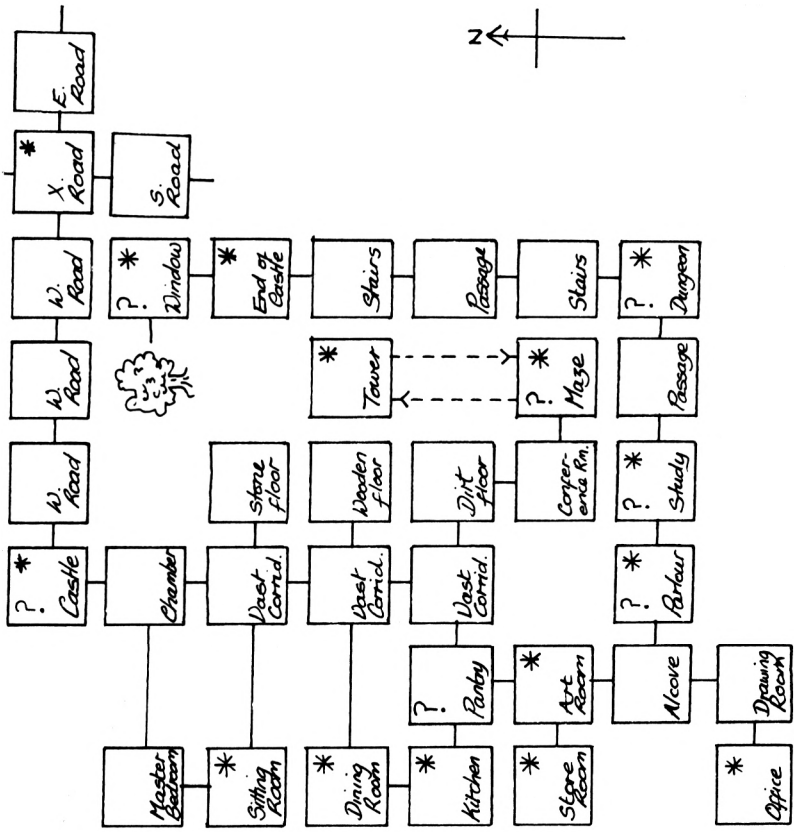 E.
Road
*
X.
Road
W.
Road
W.
Road
W.
Road
? *
Castle
N
S.
Road
? *
Window
Chamber
Master
Bedroom
*
End of
Castle
Stone
floor
Vast
Corrid.
*
Sitting
Room
Stairs
*
Tower
Wooden
floor
Vast
Corrid.
*
Dining
Room
Passage
Dirt
floor
Vast
Corrid.
?
Pantry
*
Kitchen
Stairs
? *
Maze
Confer-
ence Rm.
*
Art
Room
*
Store
Room
? *
Dungeon
Passage
? *
Study
? *
Parlour
Alcove
Drawing
Room
*
Office